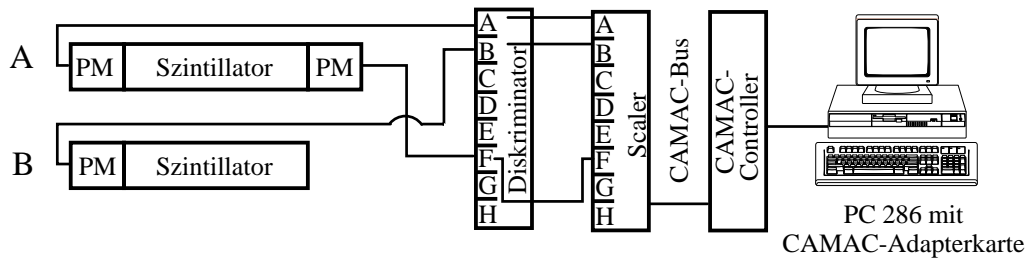 A
PM
Szintillator
PM
B
PM
Szintillator
A
B
C
D
E
F
G
H
Diskriminator
A
B
C
D
E
F
G
H
Scaler
CAMAC-Bus
CAMAC-
Controller
PC 286 mit
CAMAC-Adapterkarte